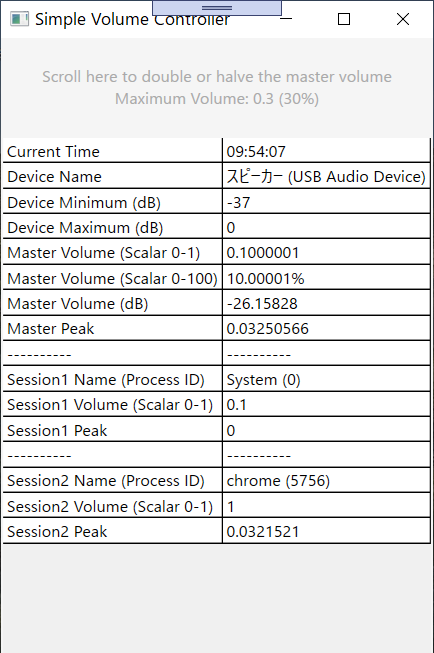 Simple Volume Controller
Scroll here to double or halve the master volume
Maximum Volume: 0.3 (30%)
Current Time 09:54:07
Device Name スピーカー (USB Audio Device)
Device Minimum (dB) -37
Device Maximum (dB) 0
Master Volume (Scalar 0-1) 0.1000001
Master Volume (Scalar 0-100) 10.00001%
Master Volume (dB) -26.15828
Master Peak 0.03250566
---------- ----------
Session1 Name (Process ID) System (0)
Session1 Volume (Scalar 0-1) 0.1
Session1 Peak 0
---------- ----------
Session2 Name (Process ID) chrome (5756)
Session2 Volume (Scalar 0-1) 1
Session2 Peak 0.0321521